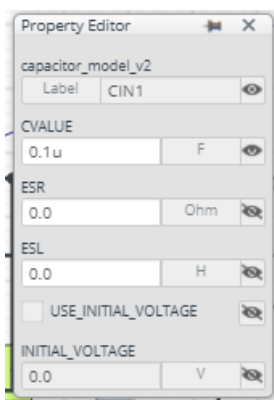 Property Editor
capacitor_model_v2
Label CIN1
CVALUE
0.1u F
ESR
0.0 Ohm
ESL
0.0 H
USE_INITIAL_VOLTAGE
INITIAL_VOLTAGE
0.0 V